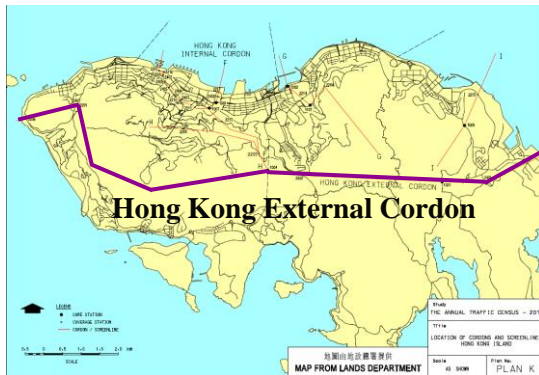 HONG KONG
INTERNAL CORDON
F
G
I
H
G
I
HONG KONG EXTERNAL CORDON
Hong Kong External Cordon
LEGEND
CORE STATION
COVERAGE STATION
CORDON / SCREENLINE
SCALE
地圖由地政總署提供
MAP FROM LANDS DEPARTMENT
Study
THE ANNUAL TRAFFIC CENSUS - 201
Title
LOCATION OF CORDONS AND SCREENLINE
HONG KONG ISLAND
Scale
AS SHOWN
Plan No.
PLAN K